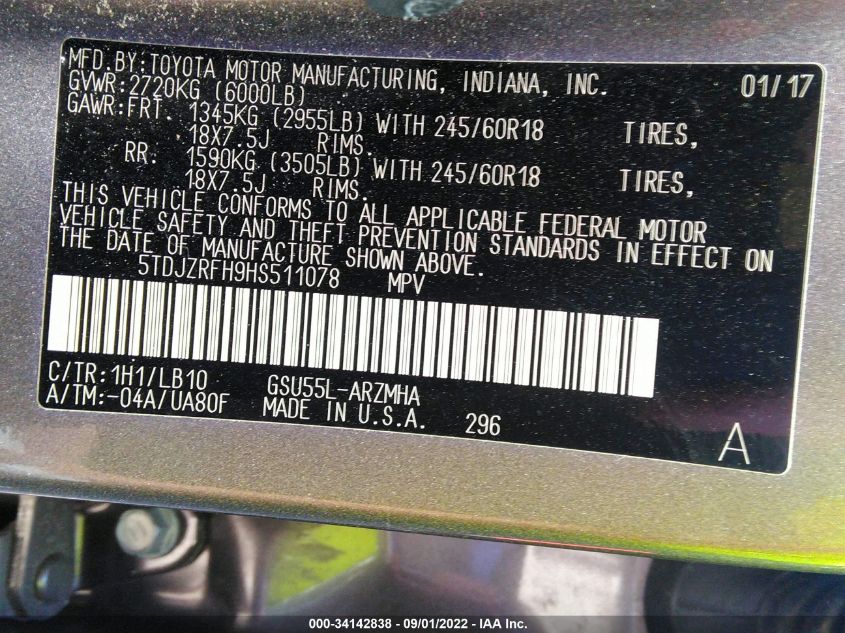 MFD.BY:TOYOTA MOTOR MANUFACTURING, INDIANA, INC. 01/17
GVWR:2720KG (6000LB)
GAWR:FRT. 1345KG (2955LB) WITH 245/60R18 TIRES,
18X7.5J RIMS.
RR. 1590KG (3505LB) WITH 245/60R18 TIRES,
18X7.5J RIMS.
THIS VEHICLE CONFORMS TO ALL APPLICABLE FEDERAL MOTOR
VEHICLE SAFETY AND THEFT PREVENTION STANDARDS IN EFFECT ON
THE DATE OF MANUFACTURE SHOWN ABOVE.
5TDJZRFH9HS511078 MPV
C/TR:1H1/LB10 GSU55L-ARZMHA
A/TM:-04A/UA80F MADE IN U.S.A. 296 A
000-34142838 - 09/01/2022 - IAA Inc.